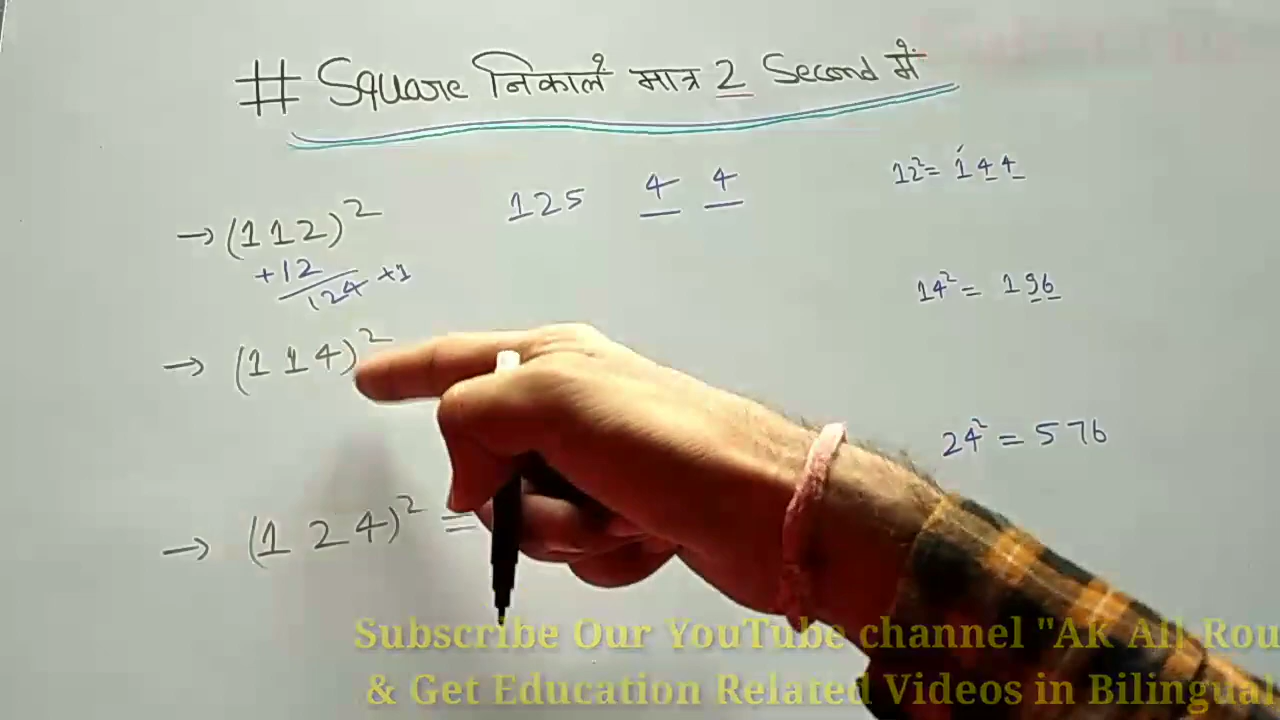 # Square निकालें मात्र 2 Second में
→ (112)² 125 4 4 12² = 144
+12
124 ×1
14² = 196
→ (114)²
24² = 576
→ (124)² =
Subscribe Our YouTube channel "AK All Rou
& Get Education Related Videos in Bilingual